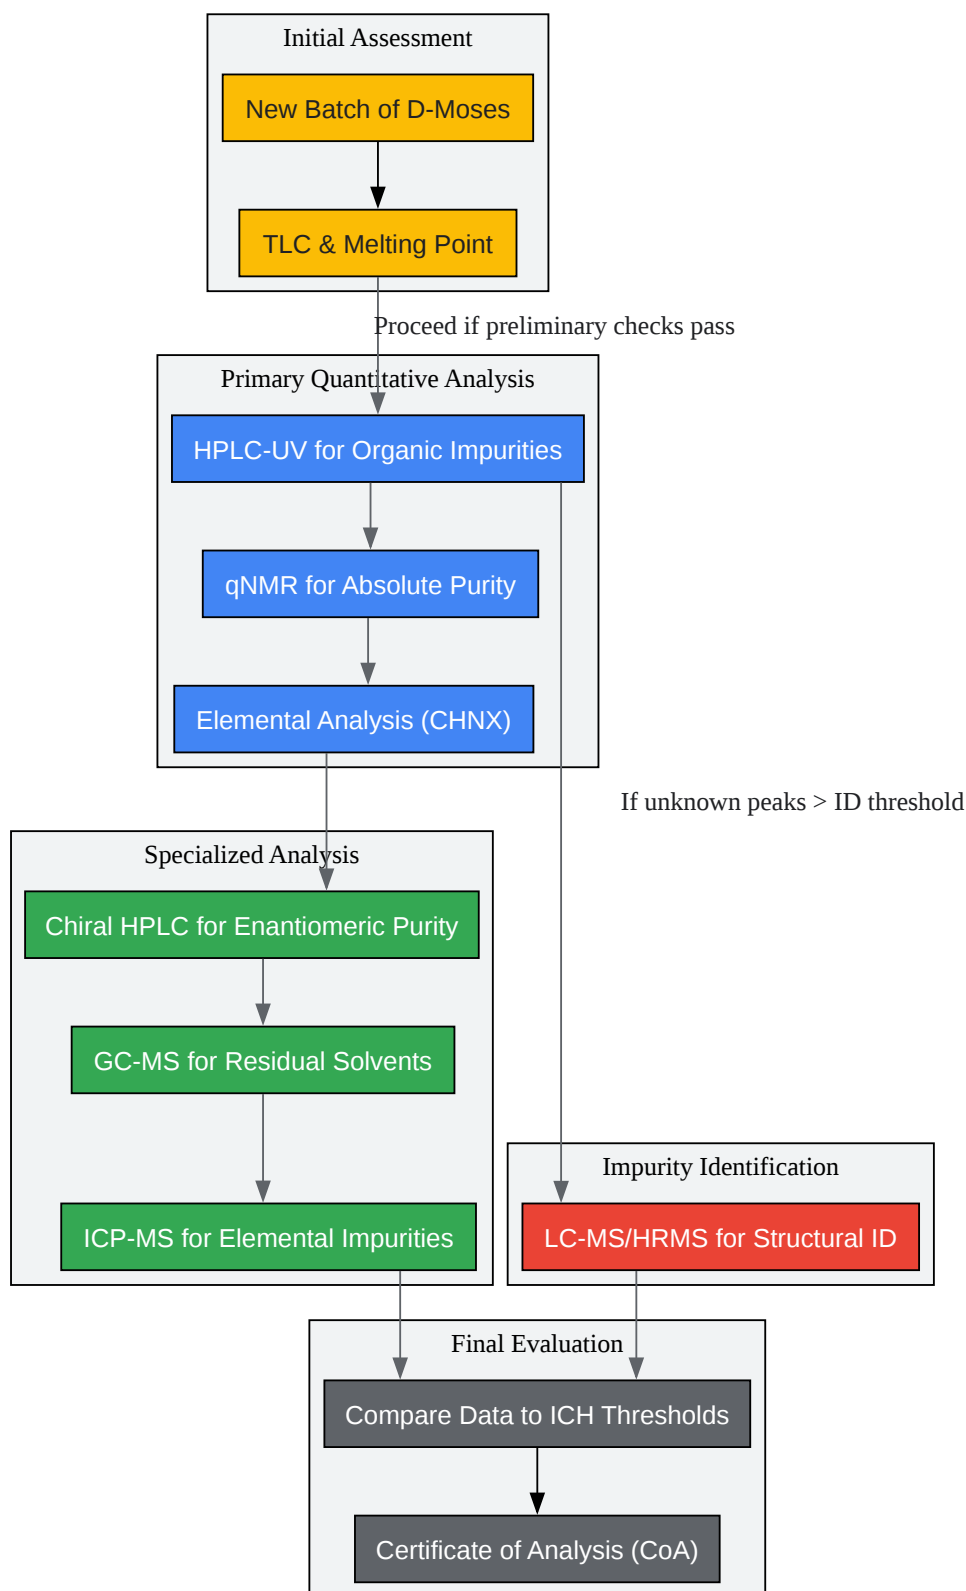 Initial Assessment
New Batch of D-Moses
TLC & Melting Point
Proceed if preliminary checks pass
Primary Quantitative Analysis
HPLC-UV for Organic Impurities
qNMR for Absolute Purity
Elemental Analysis (CHNX)
If unknown peaks > ID threshold
Specialized Analysis
Chiral HPLC for Enantiomeric Purity
GC-MS for Residual Solvents
ICP-MS for Elemental Impurities
Impurity Identification
LC-MS/HRMS for Structural ID
Final Evaluation
Compare Data to ICH Thresholds
Certificate of Analysis (CoA)